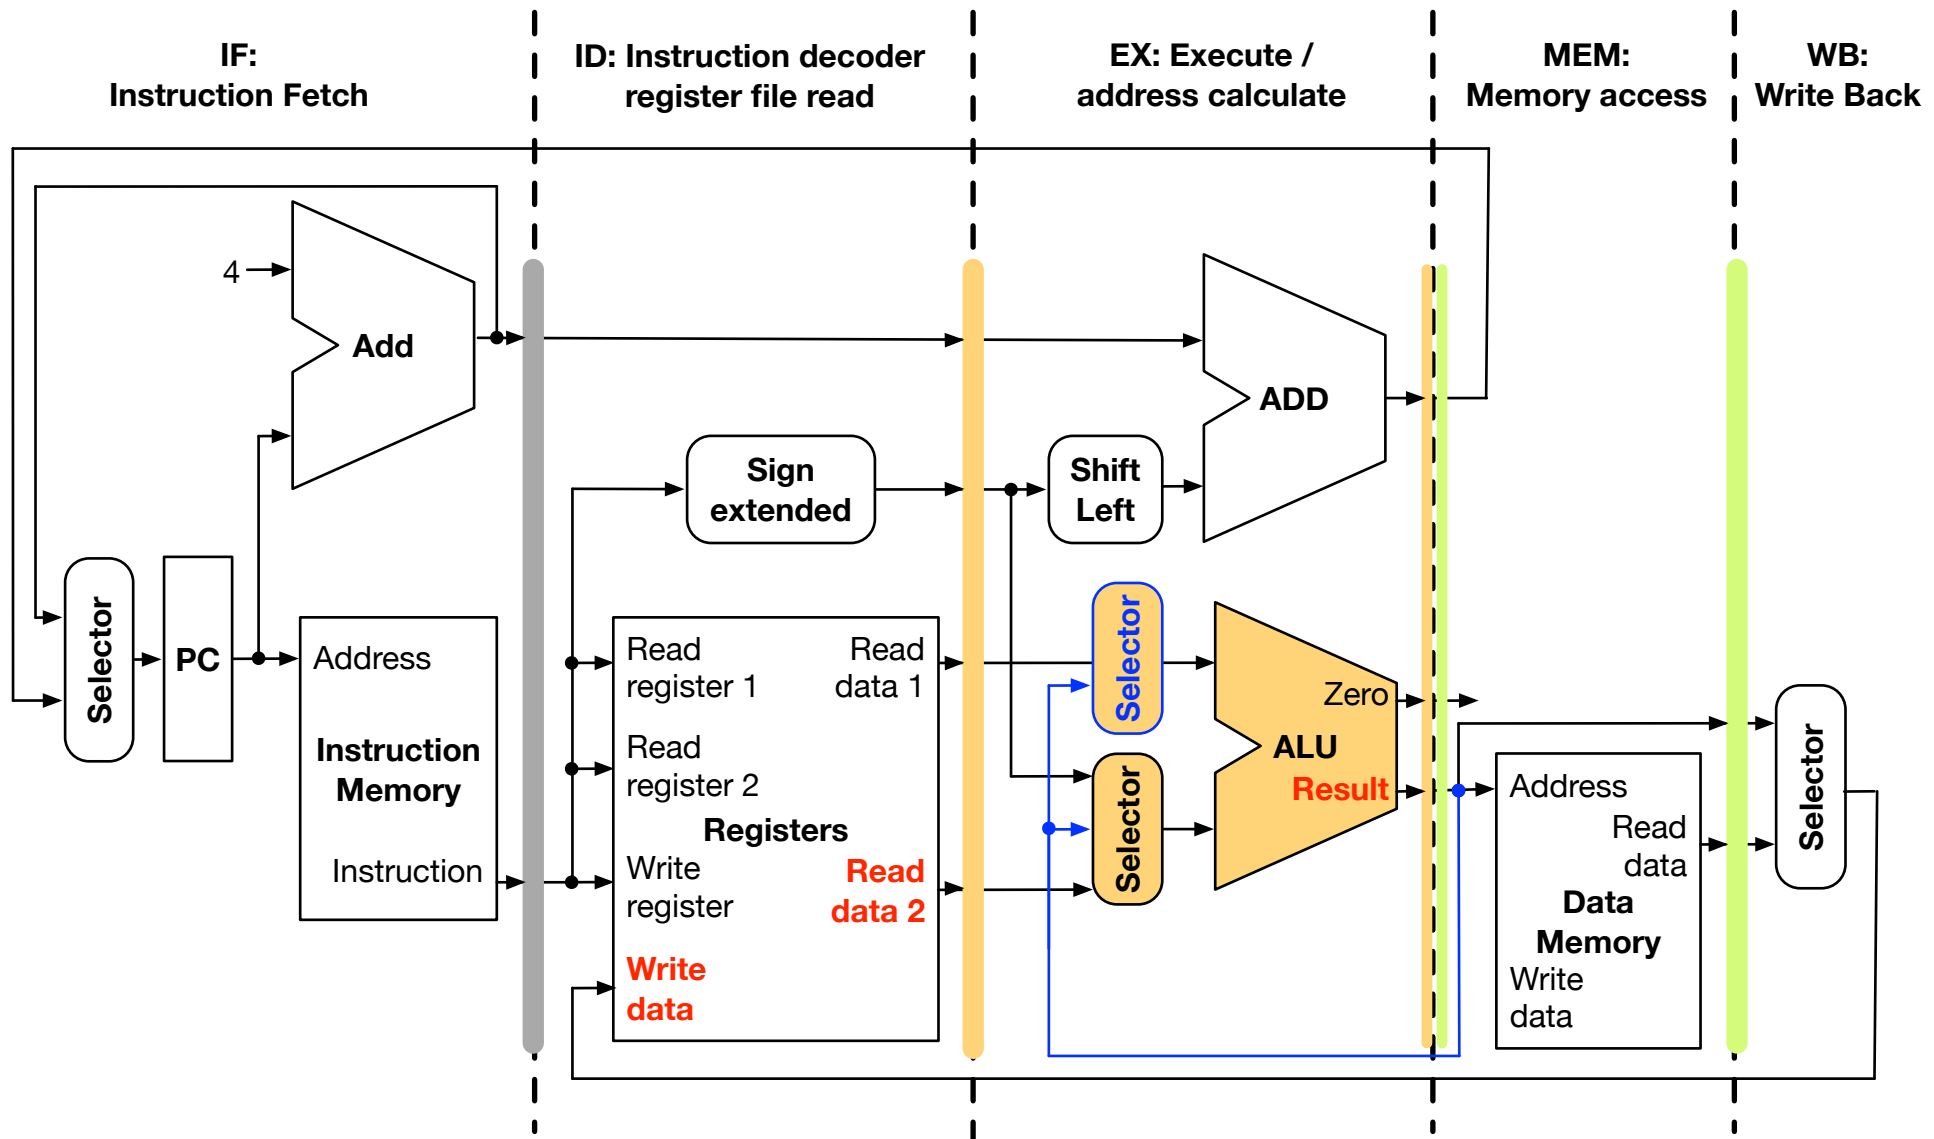 IF:
Instruction Fetch
ID: Instruction decoder
register file read
EX: Execute /
address calculate
MEM:
Memory access
WB:
Write Back
4
Add
Selector
PC
Address
Instruction
Memory
Instruction
Sign
extended
Read
register 1
Read
data 1
Read
register 2
Registers
Write
register
Read
data 2
Write
data
Shift
Left
ADD
Selector
Selector
Zero
ALU
Result
Address
Read
data
Data
Memory
Write
data
Selector